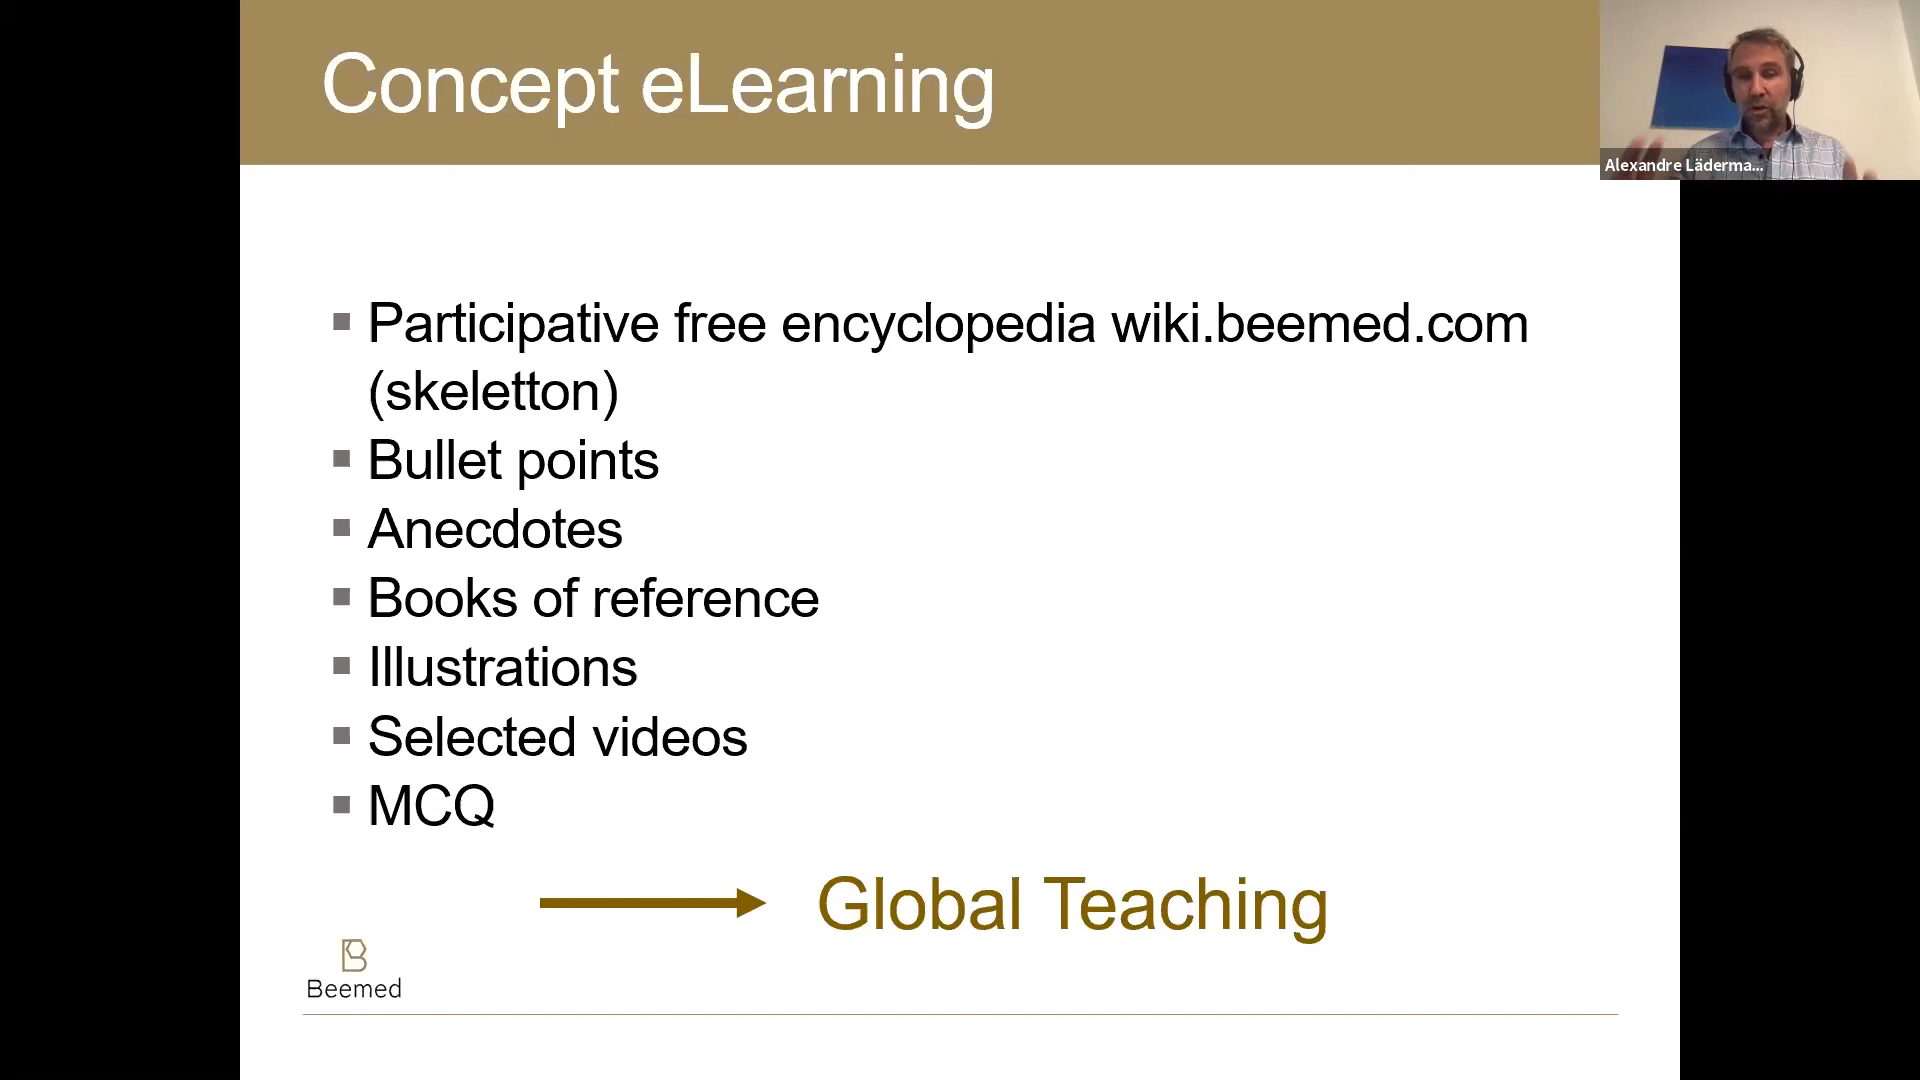 Concept eLearning
Alexandre Läderma...
Participative free encyclopedia wiki.beemed.com
(skeletton)
Bullet points
Anecdotes
Books of reference
Illustrations
Selected videos
MCQ
Global Teaching
Beemed